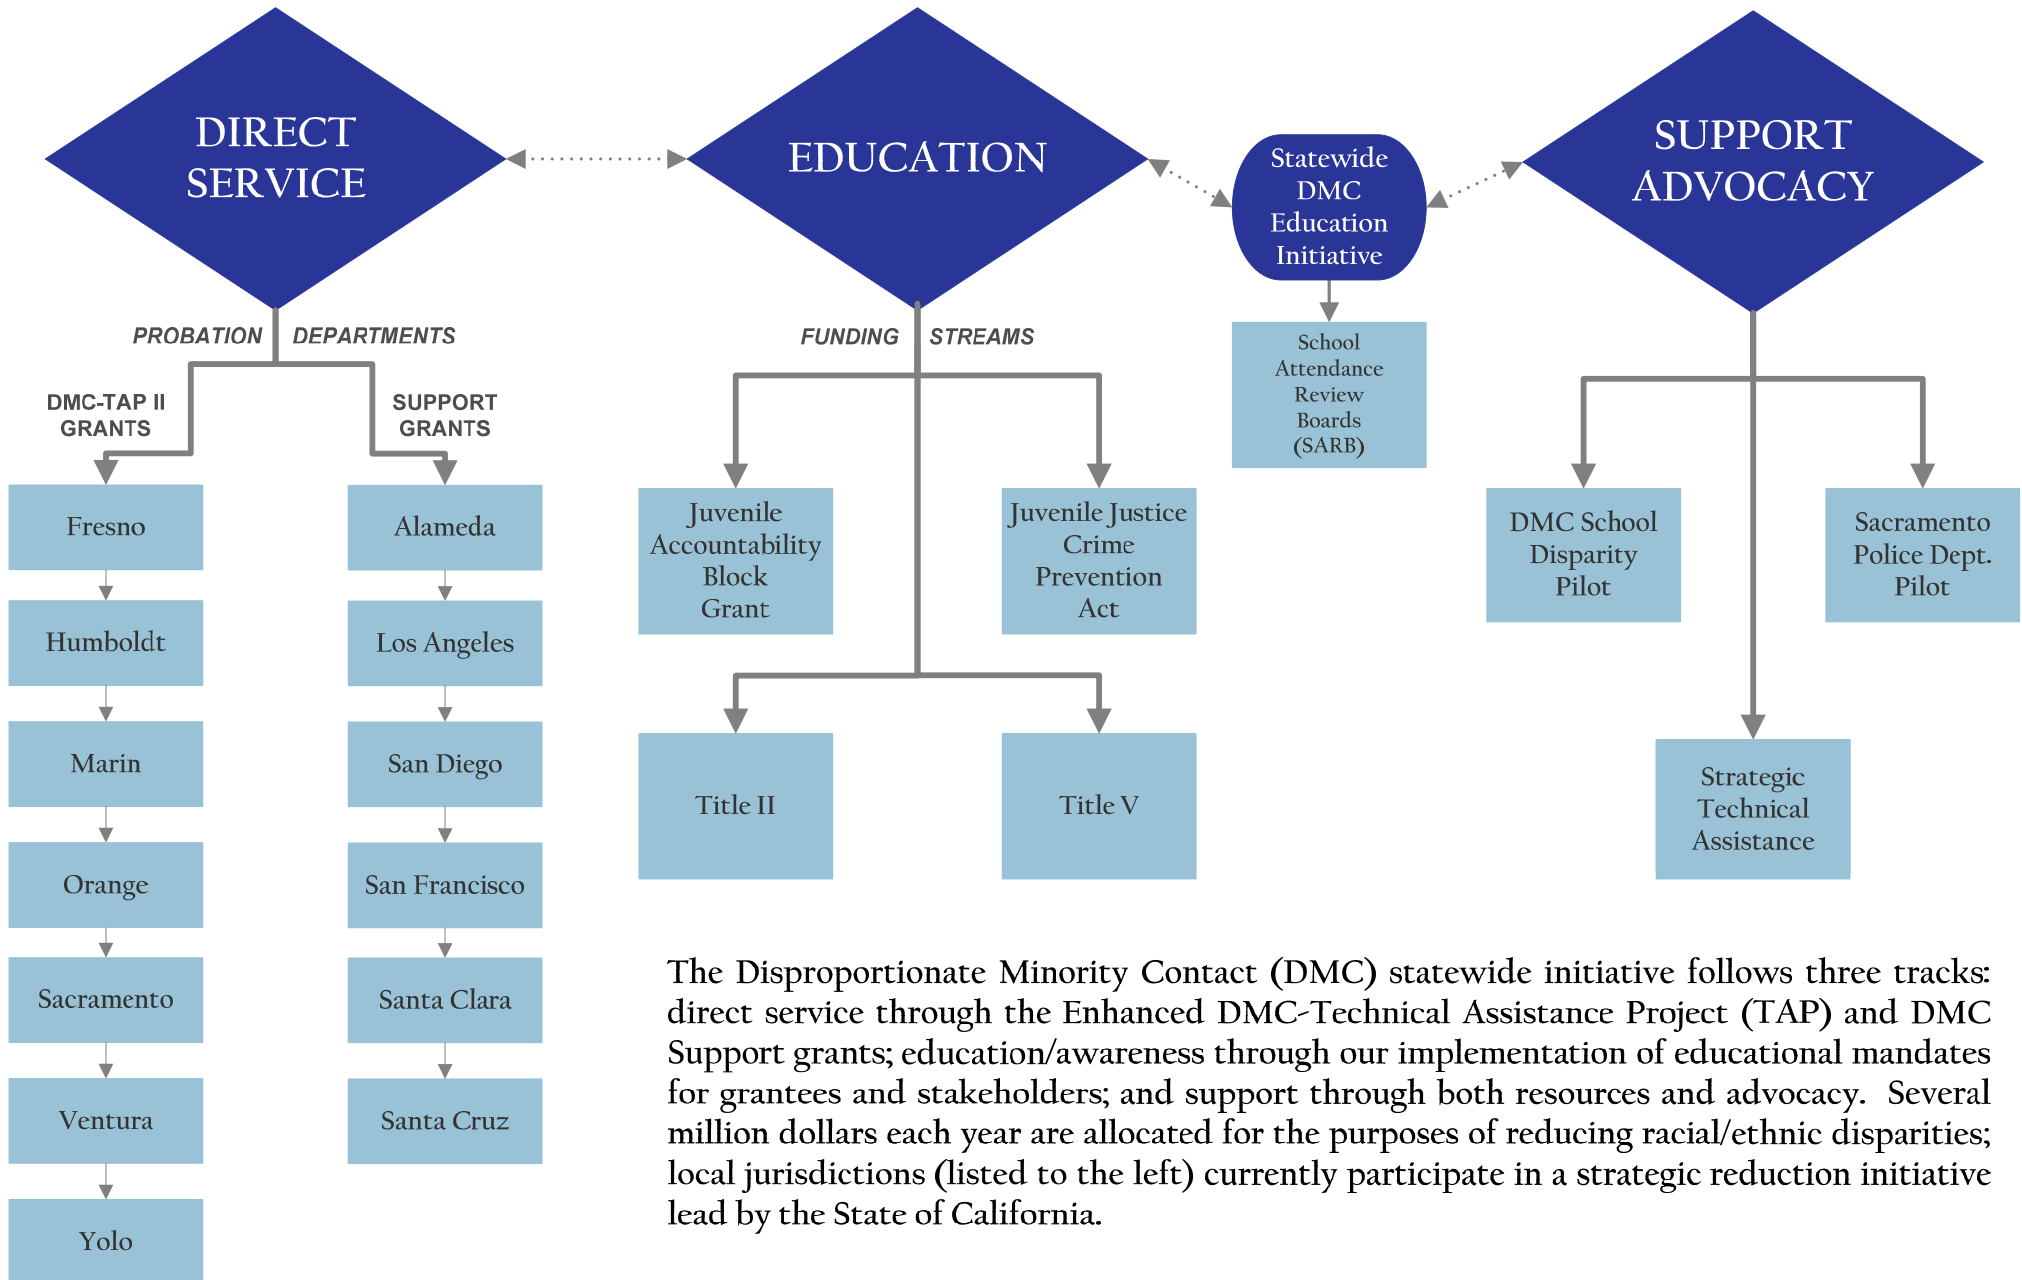 DIRECT
SERVICE
EDUCATION
Statewide
DMC
Education
Initiative
SUPPORT
ADVOCACY
PROBATION DEPARTMENTS
DMC-TAP II
GRANTS
SUPPORT
GRANTS
Fresno
Humboldt
Marin
Orange
Sacramento
Ventura
Yolo
Alameda
Los Angeles
San Diego
San Francisco
Santa Clara
Santa Cruz
FUNDING STREAMS
Juvenile
Accountability
Block
Grant
Juvenile Justice
Crime
Prevention
Act
Title II
Title V
School
Attendance
Review
Boards
(SARB)
DMC School
Disparity
Pilot
Sacramento
Police Dept.
Pilot
Strategic
Technical
Assistance
The Disproportionate Minority Contact (DMC) statewide initiative follows three tracks:
direct service through the Enhanced DMC-Technical Assistance Project (TAP) and DMC
Support grants; education/awareness through our implementation of educational mandates
for grantees and stakeholders; and support through both resources and advocacy. Several
million dollars each year are allocated for the purposes of reducing racial/ethnic disparities;
local jurisdictions (listed to the left) currently participate in a strategic reduction initiative
lead by the State of California.